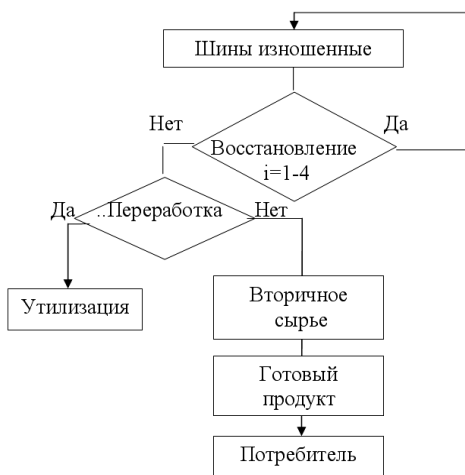 Шины изношенные
Нет
Да
Восстановление
i=1-4
Да
..Переработка
Нет
Утилизация
Вторичное
сырье
Готовый
продукт
Потребитель